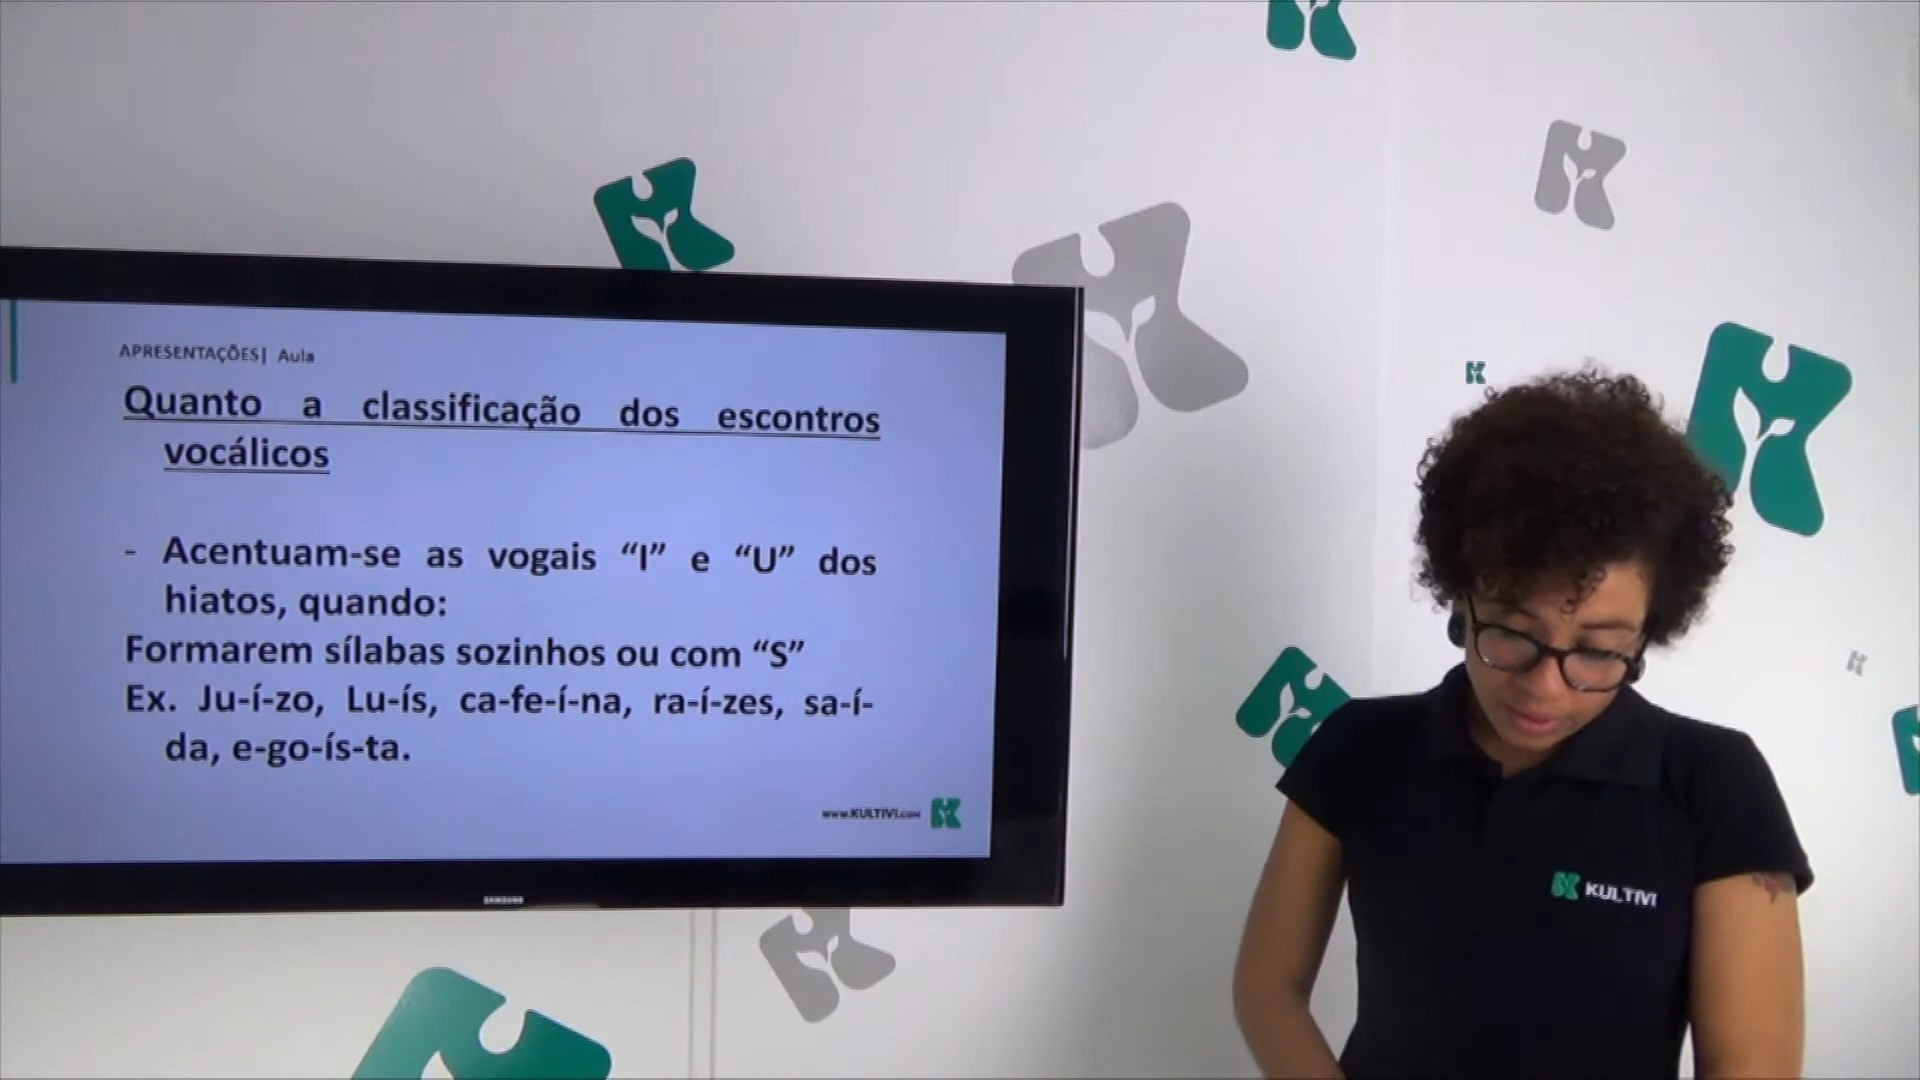 APRESENTAÇÕES| Aula
Quanto a classificação dos escontros
vocálicos
- Acentuam-se as vogais “I” e “U” dos
hiatos, quando:
Formarem sílabas sozinhos ou com “S”
Ex. Ju-í-zo, Lu-ís, ca-fe-í-na, ra-í-zes, sa-í-
da, e-go-ís-ta.
www.KULTIVI.com
SAMSUNG
KULTIVI